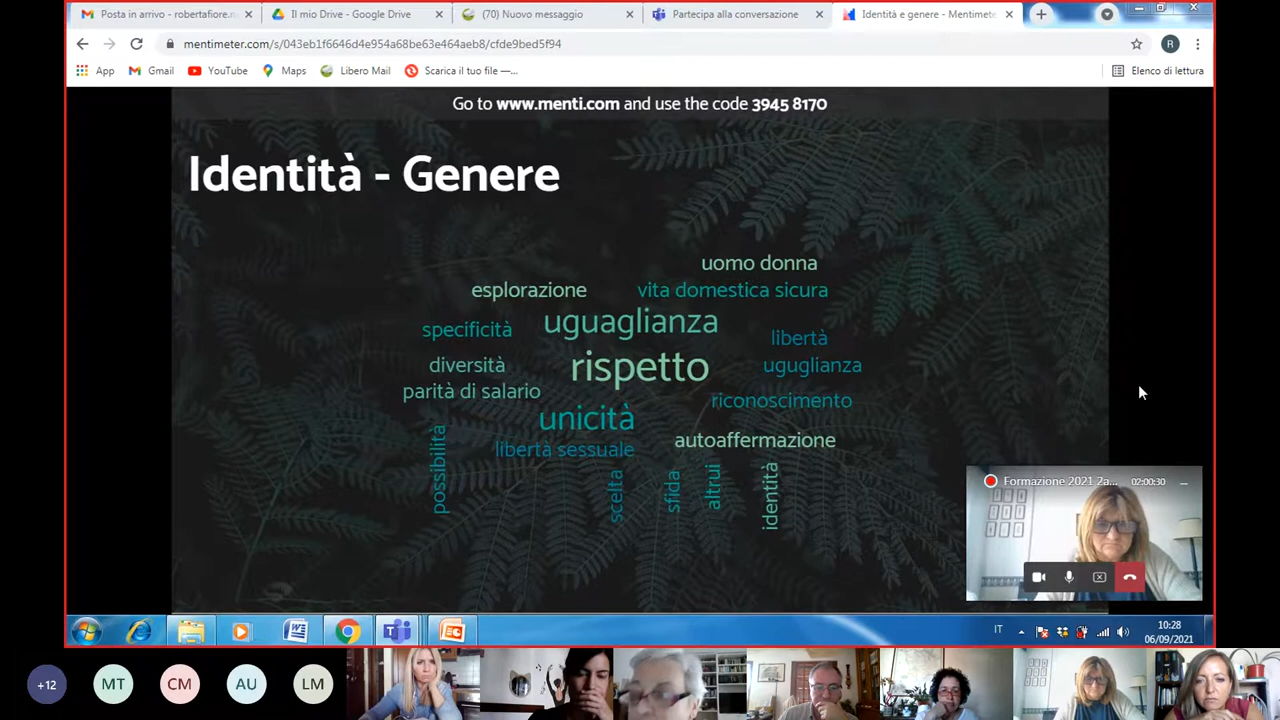 Posta in arrivo - robertafiore.n
Il mio Drive - Google Drive
(70) Nuovo messaggio
Partecipa alla conversazione
Identità e genere - Mentimete
mentimeter.com/s/043eb1f6646d4e954a68be63e464aeb8/cfde9bed5f94
R
App
Gmail
YouTube
Maps
Libero Mail
Scarica il tuo file —...
Elenco di lettura
Go to www.menti.com and use the code 3945 8170
Identità - Genere
uomo donna
esplorazione
vita domestica sicura
uguaglianza
specificità
libertà
diversità
rispetto
uguglianza
parità di salario
riconoscimento
unicità
autoaffermazione
libertà sessuale
possibilità
scelta
sfida
altrui
identità
Formazione 2021 2a...
02:00:30
IT
10:28
06/09/2021
+12
MT
CM
AU
LM